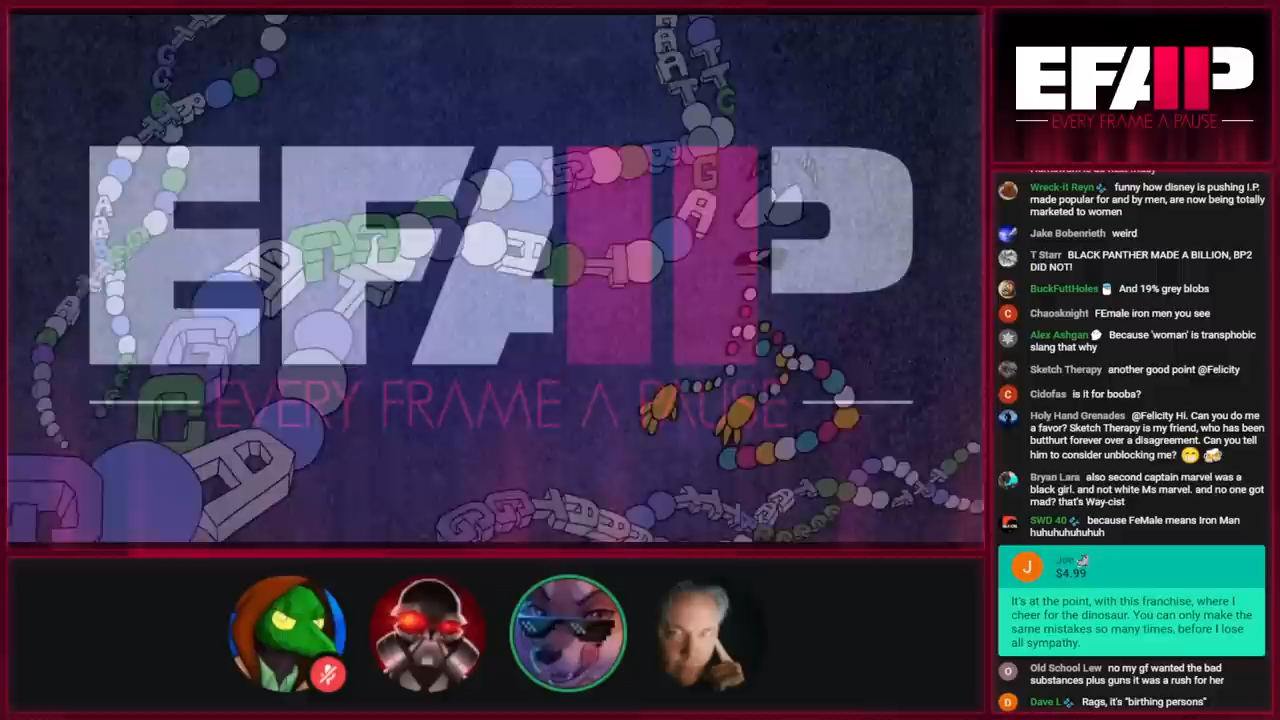 EFAP
EVERY FRAME A PAUSE
EFAP
EVERY FRAME A PAUSE
Wreck-it Reyn funny how disney is pushing I.P.
made popular for and by men, are now being totally
marketed to women
Jake Bobenrieth weird
T Starr BLACK PANTHER MADE A BILLION, BP2
DID NOT!
BuckFuttHoles And 19% grey blobs
Chaosknight FEmale iron men you see
Alex Ashgan Because 'woman' is transphobic
slang that why
Sketch Therapy another good point @Felicity
Cidofas is it for booba?
Holy Hand Grenades @Felicity Hi. Can you do me
a favor? Sketch Therapy is my friend, who has been
butthurt forever over a disagreement. Can you tell
him to consider unblocking me?
Bryan Lara also second captain marvel was a
black girl. and not white Ms marvel. and no one got
mad? that's Way-cist
SWD 40 because FeMale means Iron Man
huhuhuhuhuhuh
J
Joe
$4.99
It's at the point, with this franchise, where I
cheer for the dinosaur. You can only make the
same mistakes so many times, before I lose
all sympathy.
Old School Lew no my gf wanted the bad
substances plus guns it was a rush for her
Dave L Rags, it's "birthing persons"